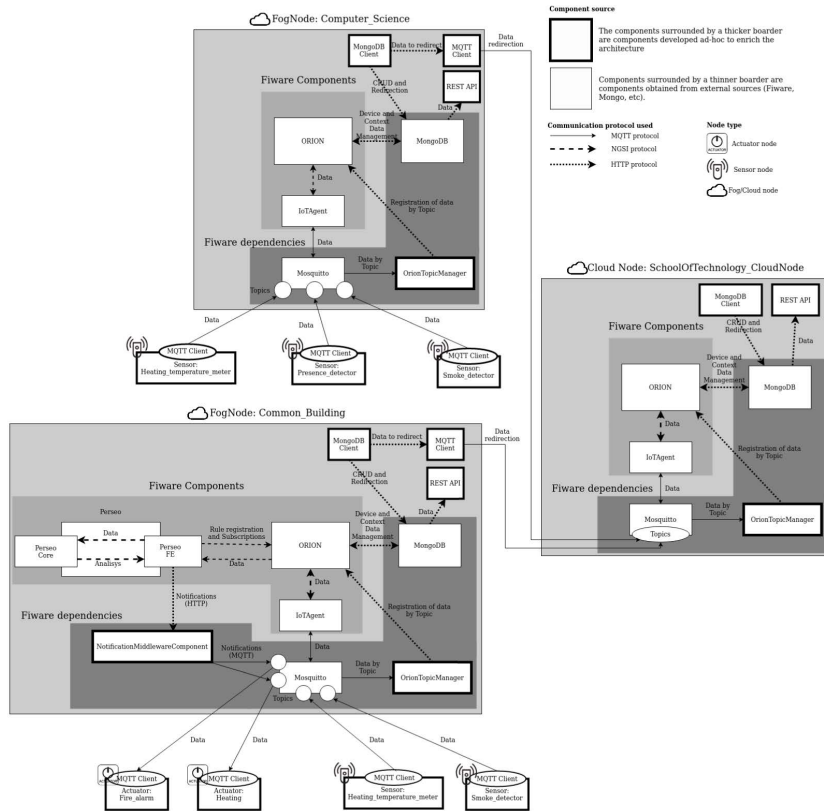 FogNode: Computer_Science
MongoDB
Client
Data to redirect
MQTT
Client
Data
redirection
CRUD and
Redirection
REST API
Data
Fiware Components
ORION
Device and
Context
Data
Management
MongoDB
Data
IoTAgent
Registration of data
by Topic
Fiware dependencies
Data
Mosquitto
Data by
Topic
OrionTopicManager
Topics
Data
Data
Data
MQTT Client
Sensor:
Heating_temperature_meter
MQTT Client
Sensor:
Presence_detector
MQTT Client
Sensor:
Smoke_detector
Component source
The components surrounded by a thicker boarder
are components developed ad-hoc to enrich the
architecture
Components surrounded by a thinner boarder are
components obtained from external sources (Fiware,
Mongo, etc).
Communication protocol used
MQTT protocol
NGSI protocol
HTTP protocol
Node type
ACTUATOR
Actuator node
Sensor node
Fog/Cloud node
Cloud Node: SchoolOfTechnology_CloudNode
MongoDB
Client
REST API
CRUD and
Redirection
Data
Fiware Components
ORION
Device and
Context
Data
Management
MongoDB
Data
IoTAgent
Registration of data
by Topic
Data
Fiware dependencies
Mosquitto
Topics
Data by
Topic
OrionTopicManager
FogNode: Common_Building
MongoDB
Client
Data to redirect
MQTT
Client
Data
redirection
CRUD and
Redirection
REST API
Data
Fiware Components
Perseo
Perseo
Core
Data
Analisys
Perseo
FE
Rule registration
and Subscriptions
Data
ORION
Device and
Context
Data
Management
MongoDB
Data
Notifications
(HTTP)
IoTAgent
Registration of data
by Topic
Fiware dependencies
Data
NotificationMiddlewareComponent
Notifications
(MQTT)
Mosquitto
Topics
Data by
Topic
OrionTopicManager
Data
Data
Data
Data
ACTUATOR
MQTT Client
Actuator:
Fire_alarm
ACTUATOR
MQTT Client
Actuator:
Heating
MQTT Client
Sensor:
Heating_temperature_meter
MQTT Client
Sensor:
Smoke_detector